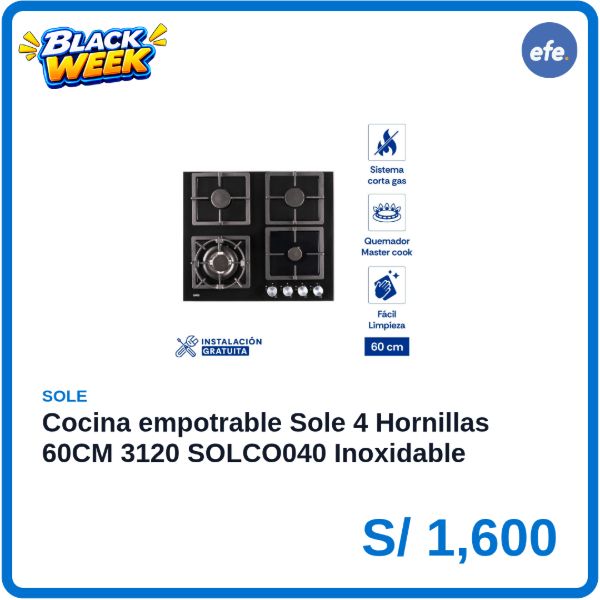 BLACK
WEEK
efe.
Sistema
corta gas
Quemador
Master cook
Fácil
Limpieza
60 cm
INSTALACIÓN
GRATUITA
SOLE
Cocina empotrable Sole 4 Hornillas
60CM 3120 SOLCO040 Inoxidable
S/ 1,600